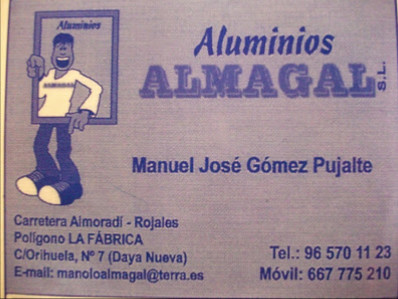 Aluminios
ALMAGAL
Aluminios
ALMAGAL S.L.
Manuel José Gómez Pujalte
Carretera Almoradí - Rojales
Polígono LA FÁBRICA
C/Orihuela, Nº 7 (Daya Nueva)
E-mail: manoloalmagal@terra.es
Tel.: 96 570 11 23
Móvil: 667 775 210